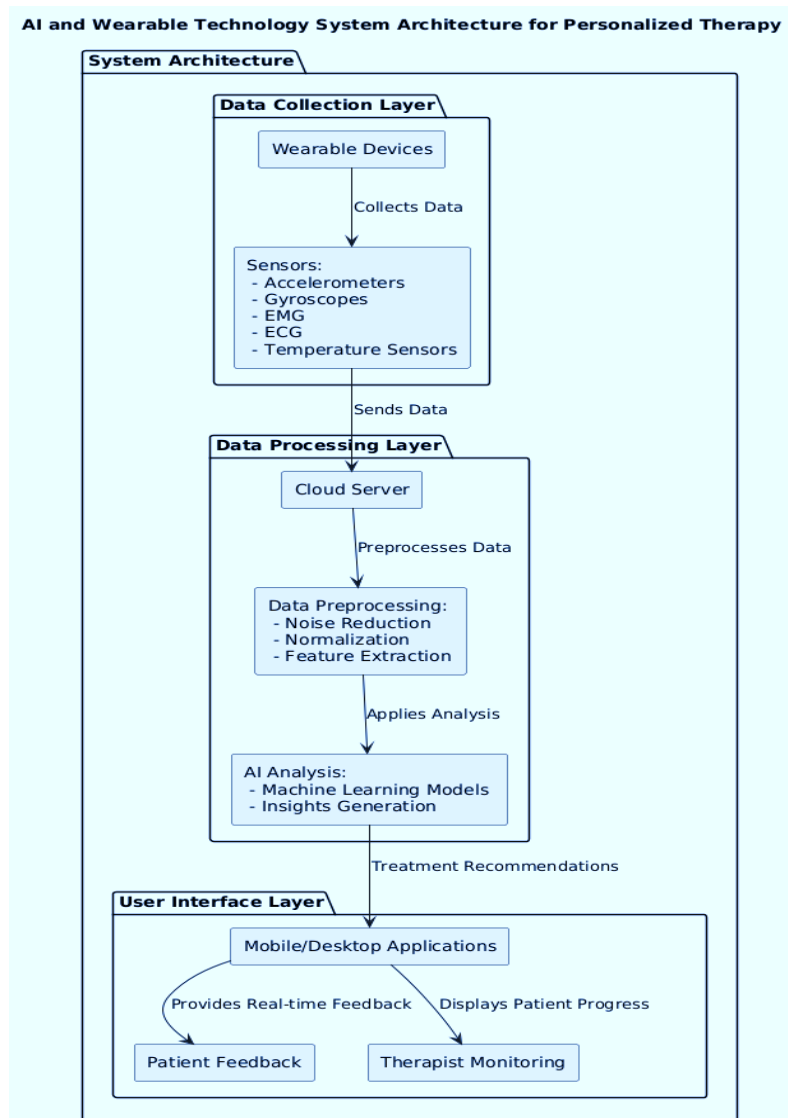 AI and Wearable Technology System Architecture for Personalized Therapy
System Architecture
Data Collection Layer
Wearable Devices
Collects Data
Sensors:
- Accelerometers
- Gyroscopes
- EMG
- ECG
- Temperature Sensors
Sends Data
Data Processing Layer
Cloud Server
Preprocesses Data
Data Preprocessing:
- Noise Reduction
- Normalization
- Feature Extraction
Applies Analysis
AI Analysis:
- Machine Learning Models
- Insights Generation
Treatment Recommendations
User Interface Layer
Mobile/Desktop Applications
Provides Real-time Feedback
Displays Patient Progress
Patient Feedback
Therapist Monitoring